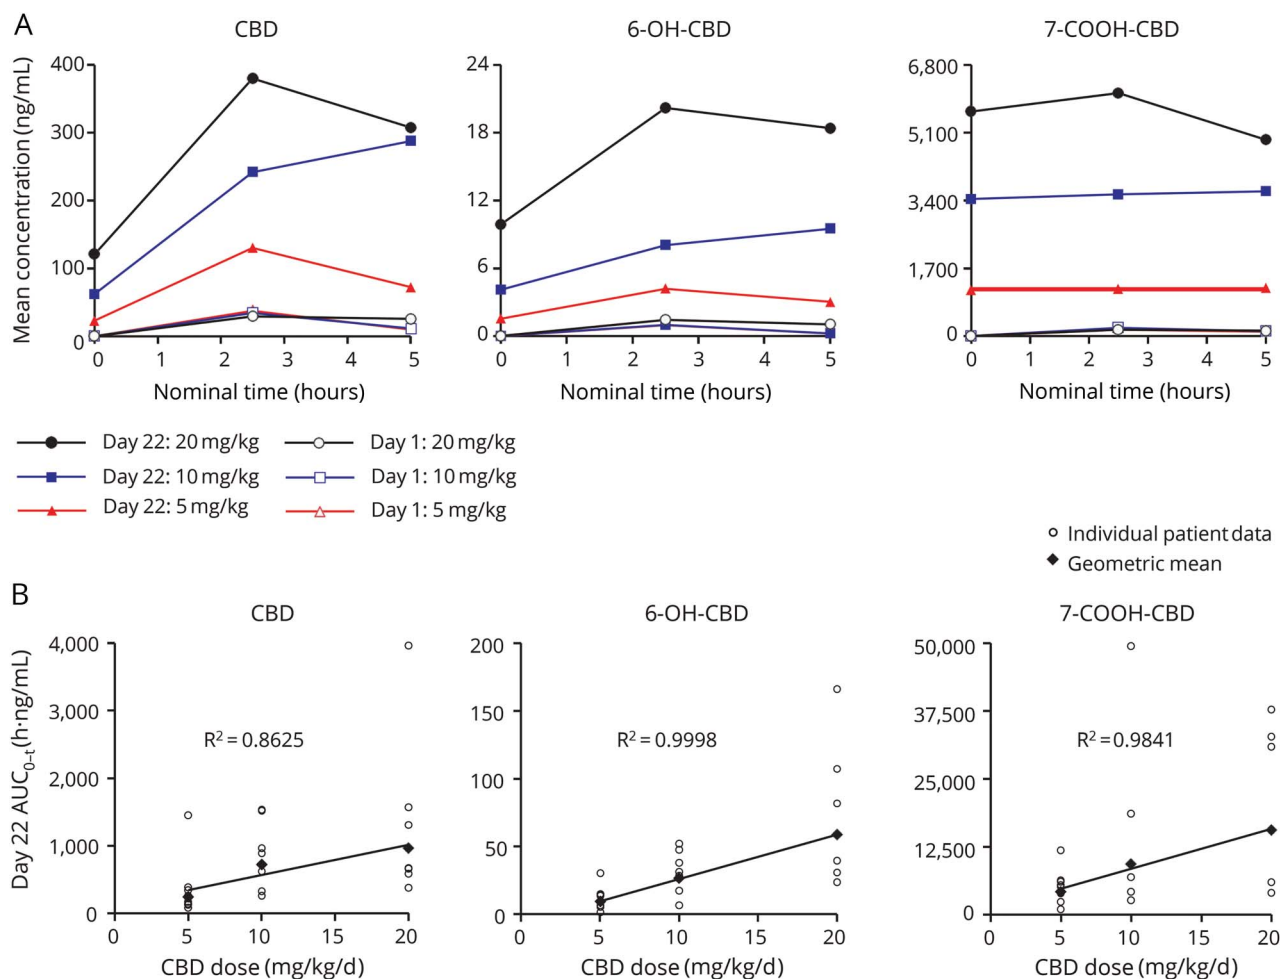 A
CBD
6-OH-CBD
7-COOH-CBD
Mean concentration (ng/mL)
400
300
200
100
0
0 1 2 3 4 5
Nominal time (hours)
24
18
12
6
0
0 1 2 3 4 5
Nominal time (hours)
6,800
5,100
3,400
1,700
0
0 1 2 3 4 5
Nominal time (hours)
Day 22: 20 mg/kg
Day 1: 20 mg/kg
Day 22: 10 mg/kg
Day 1: 10 mg/kg
Day 22: 5 mg/kg
Day 1: 5 mg/kg
Individual patient data
Geometric mean
B
CBD
6-OH-CBD
7-COOH-CBD
Day 22 AUC0–t (h·ng/mL)
4,000
3,000
2,000
1,000
0
R² = 0.8625
0 5 10 15 20
CBD dose (mg/kg/d)
200
150
100
50
0
R² = 0.9998
0 5 10 15 20
CBD dose (mg/kg/d)
50,000
37,500
25,000
12,500
0
R² = 0.9841
0 5 10 15 20
CBD dose (mg/kg/d)